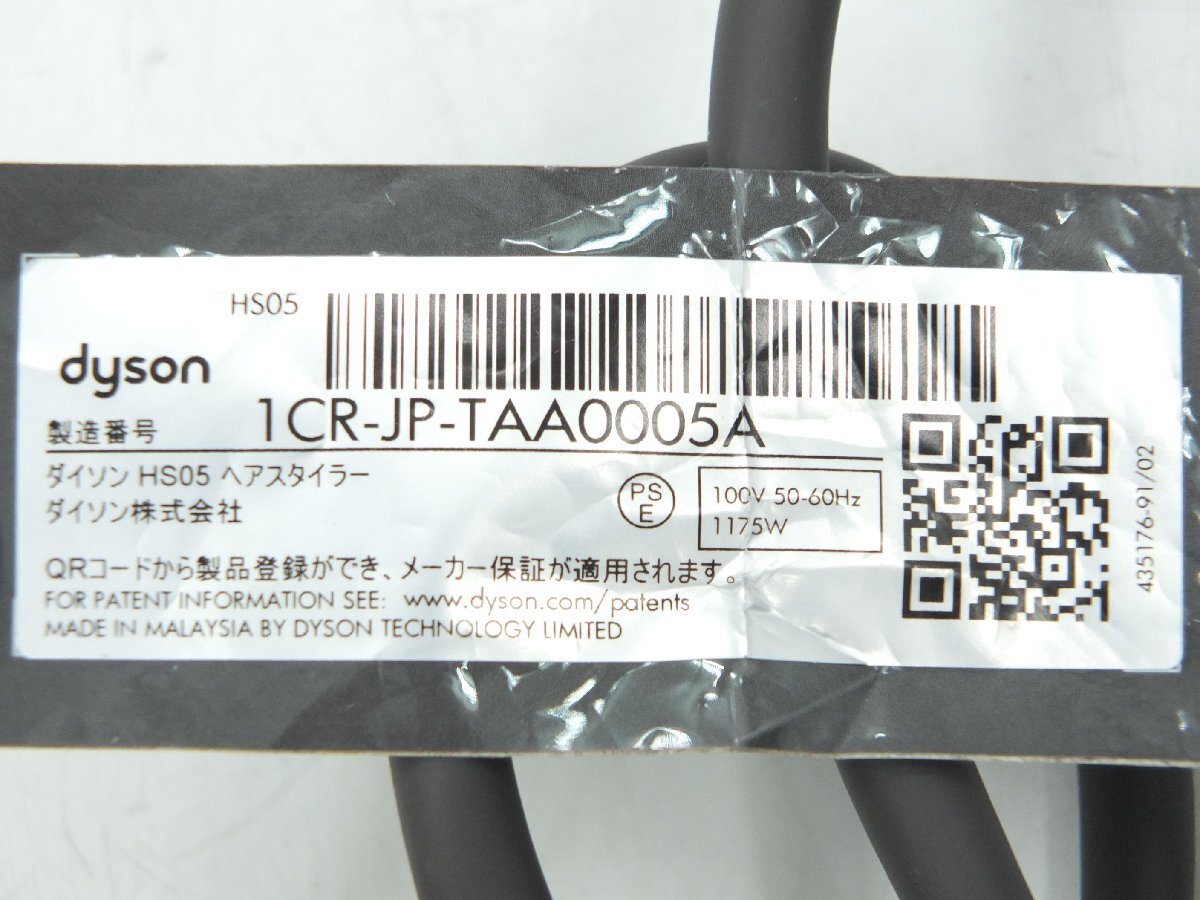 HS05
dyson
製造番号 1CR-JP-TAA0005A
ダイソン HS05 ヘアスタイラー
ダイソン株式会社
PS
E
100V 50-60Hz
1175W
QRコードから製品登録ができ、メーカー保証が適用されます。
FOR PATENT INFORMATION SEE: www.dyson.com/patents
MADE IN MALAYSIA BY DYSON TECHNOLOGY LIMITED
435176-91/02